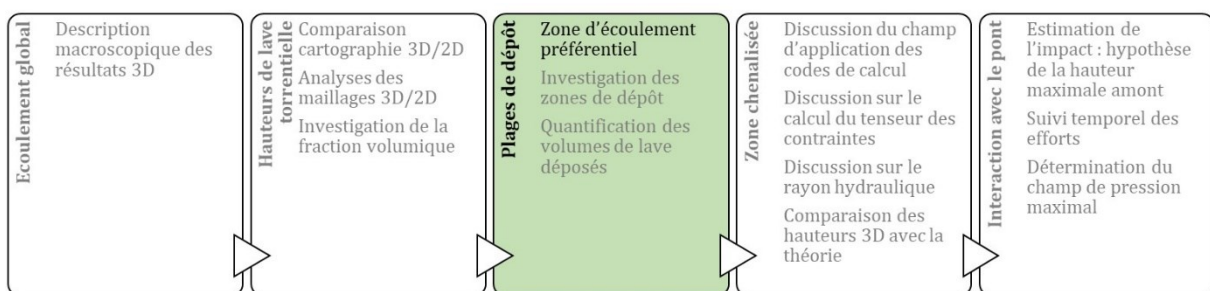 Ecoulement global
Description
macroscopique des
résultats 3D
Hauteurs de lave
torrentielle
Comparaison
cartographie 3D/2D
Analyses des
maillages 3D/2D
Investigation de la
fraction volumique
Plages de dépôt
Zone d'écoulement
préférentiel
Investigation des
zones de dépôt
Quantification des
volumes de lave
déposés
Zone chenalisée
Discussion du champ
d'application des
codes de calcul
Discussion sur le
calcul du tenseur des
contraintes
Discussion sur le
rayon hydraulique
Comparaison des
hauteurs 3D avec la
théorie
Interaction avec le pont
Estimation de
l'impact : hypothèse
de la hauteur
maximale amont
Suivi temporel des
efforts
Détermination du
champ de pression
maximal